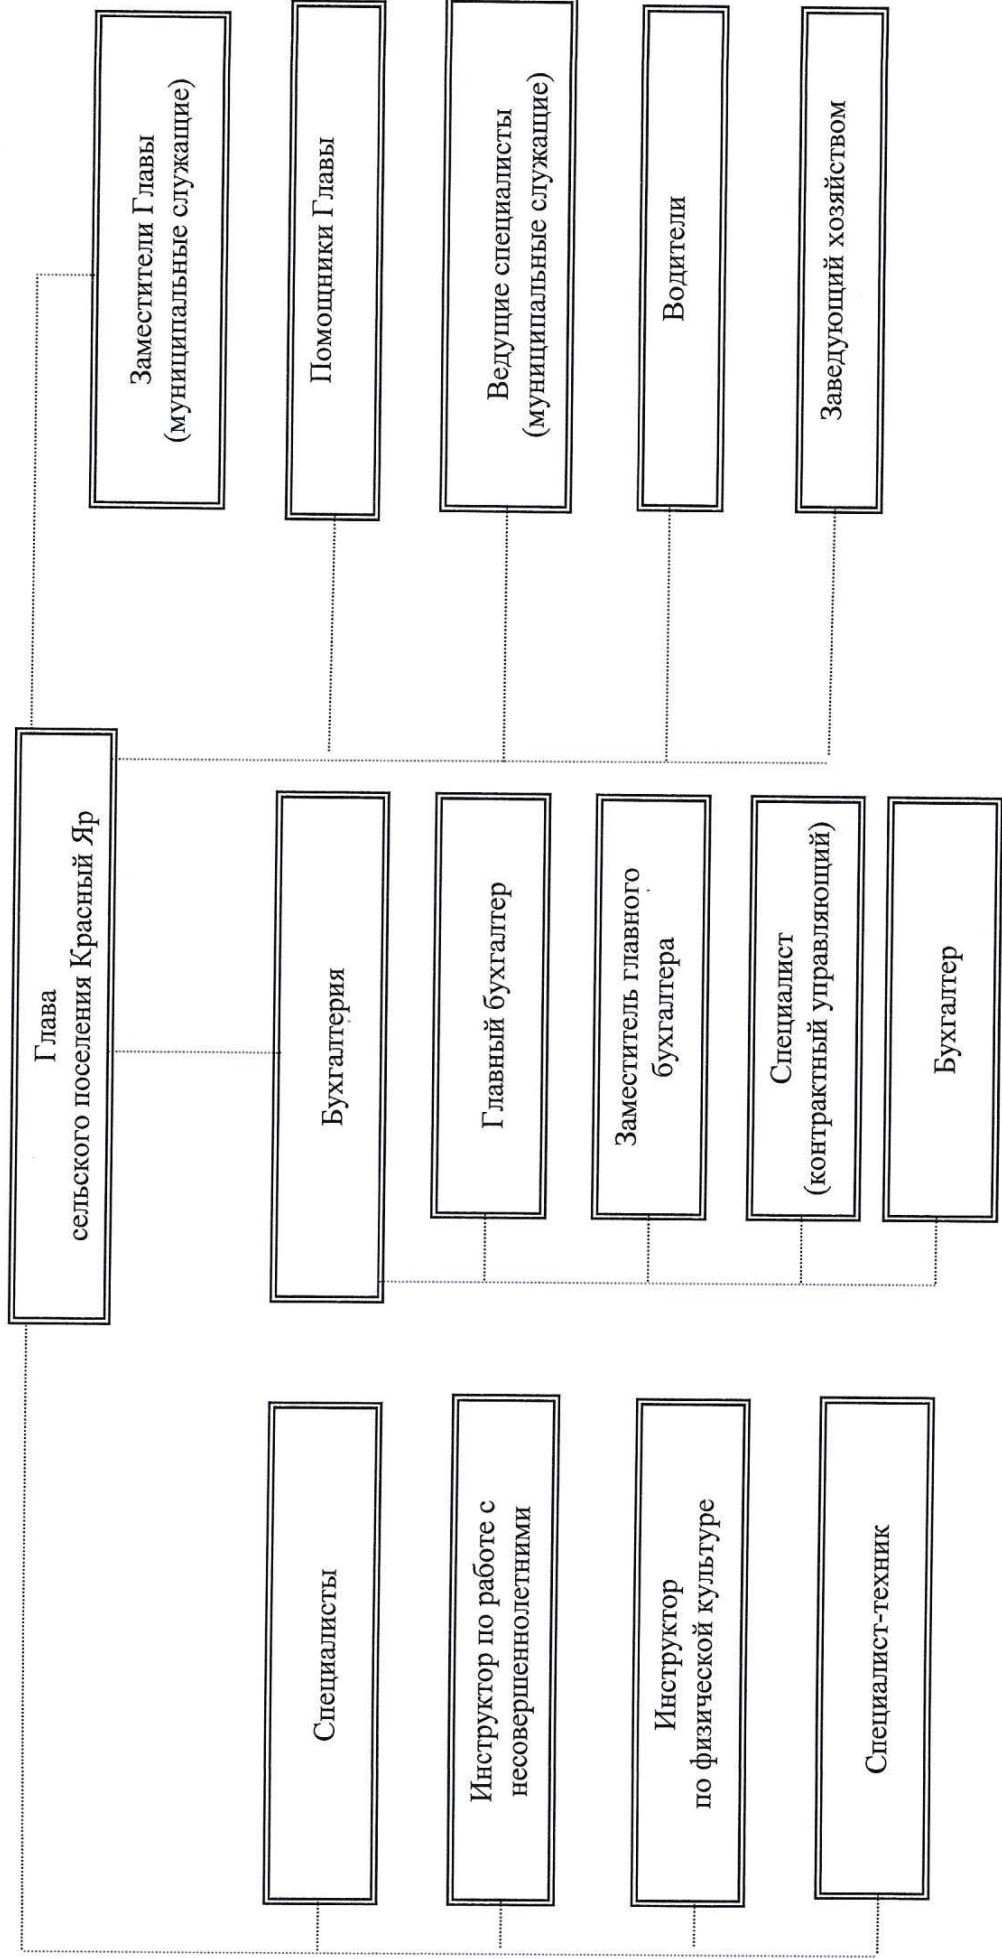 Глава
сельского поселения Красный Яр
Заместители Главы
(муниципальные служащие)
Специалисты
Бухгалтерия
Помощники Главы
Инструктор по работе с
несовершеннолетними
Главный бухгалтер
Ведущие специалисты
(муниципальные служащие)
Инструктор
по физической культуре
Заместитель главного
бухгалтера
Водители
Специалист-техник
Специалист
(контрактный управляющий)
Заведующий хозяйством
Бухгалтер